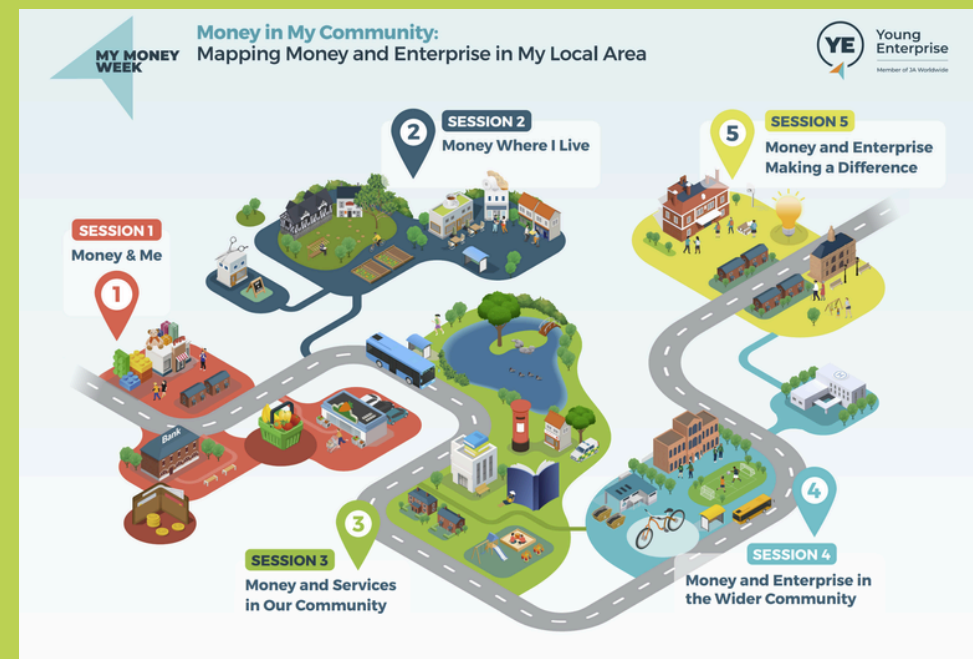 MY MONEY
WEEK
Money in My Community:
Mapping Money and Enterprise in My Local Area
YE
Young
Enterprise
Member of JA Worldwide
SESSION 1
Money & Me
1
2
SESSION 2
Money Where I Live
5
SESSION 5
Money and Enterprise
Making a Difference
Bank
3
SESSION 3
Money and Services
in Our Community
4
SESSION 4
Money and Enterprise in
the Wider Community